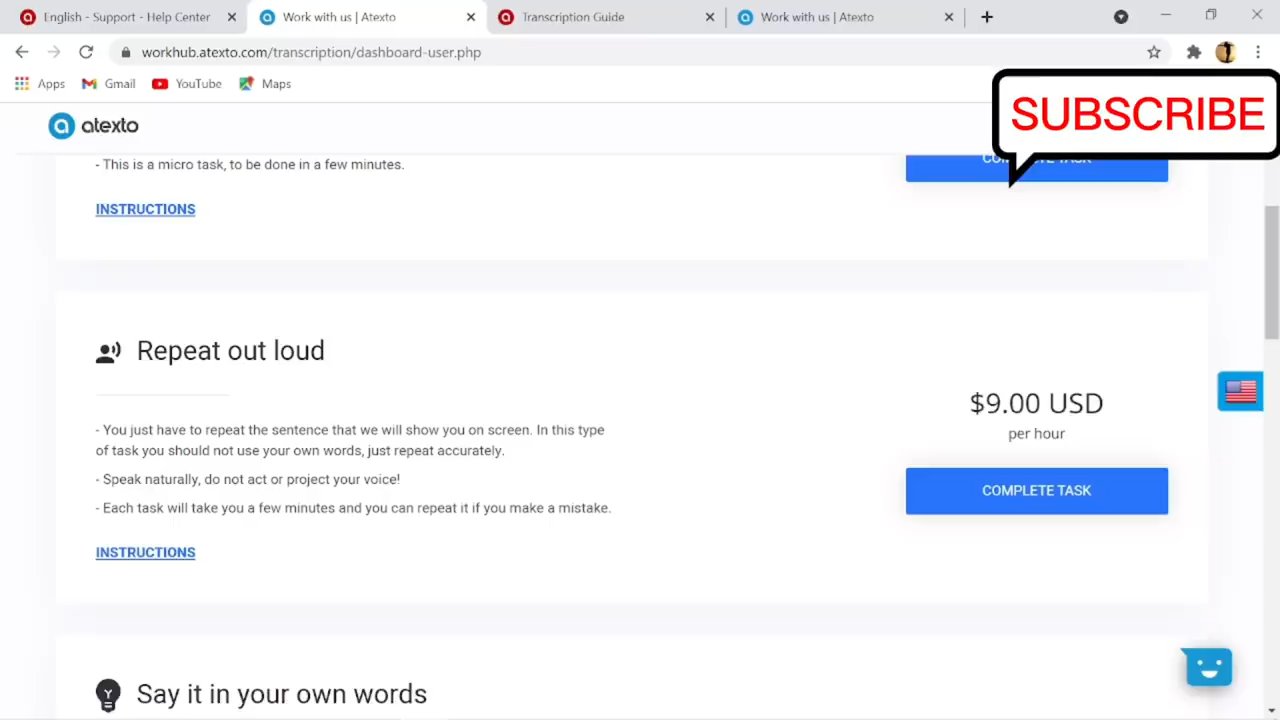 English - Support - Help Center
Work with us | Atexto
Transcription Guide
Work with us | Atexto
workhub.atexto.com/transcription/dashboard-user.php
Apps
Gmail
YouTube
Maps
SUBSCRIBE
atexto
- This is a micro task, to be done in a few minutes.
INSTRUCTIONS
Repeat out loud
- You just have to repeat the sentence that we will show you on screen. In this type
of task you should not use your own words, just repeat accurately.
- Speak naturally, do not act or project your voice!
- Each task will take you a few minutes and you can repeat it if you make a mistake.
INSTRUCTIONS
$9.00 USD
per hour
COMPLETE TASK
Say it in your own words